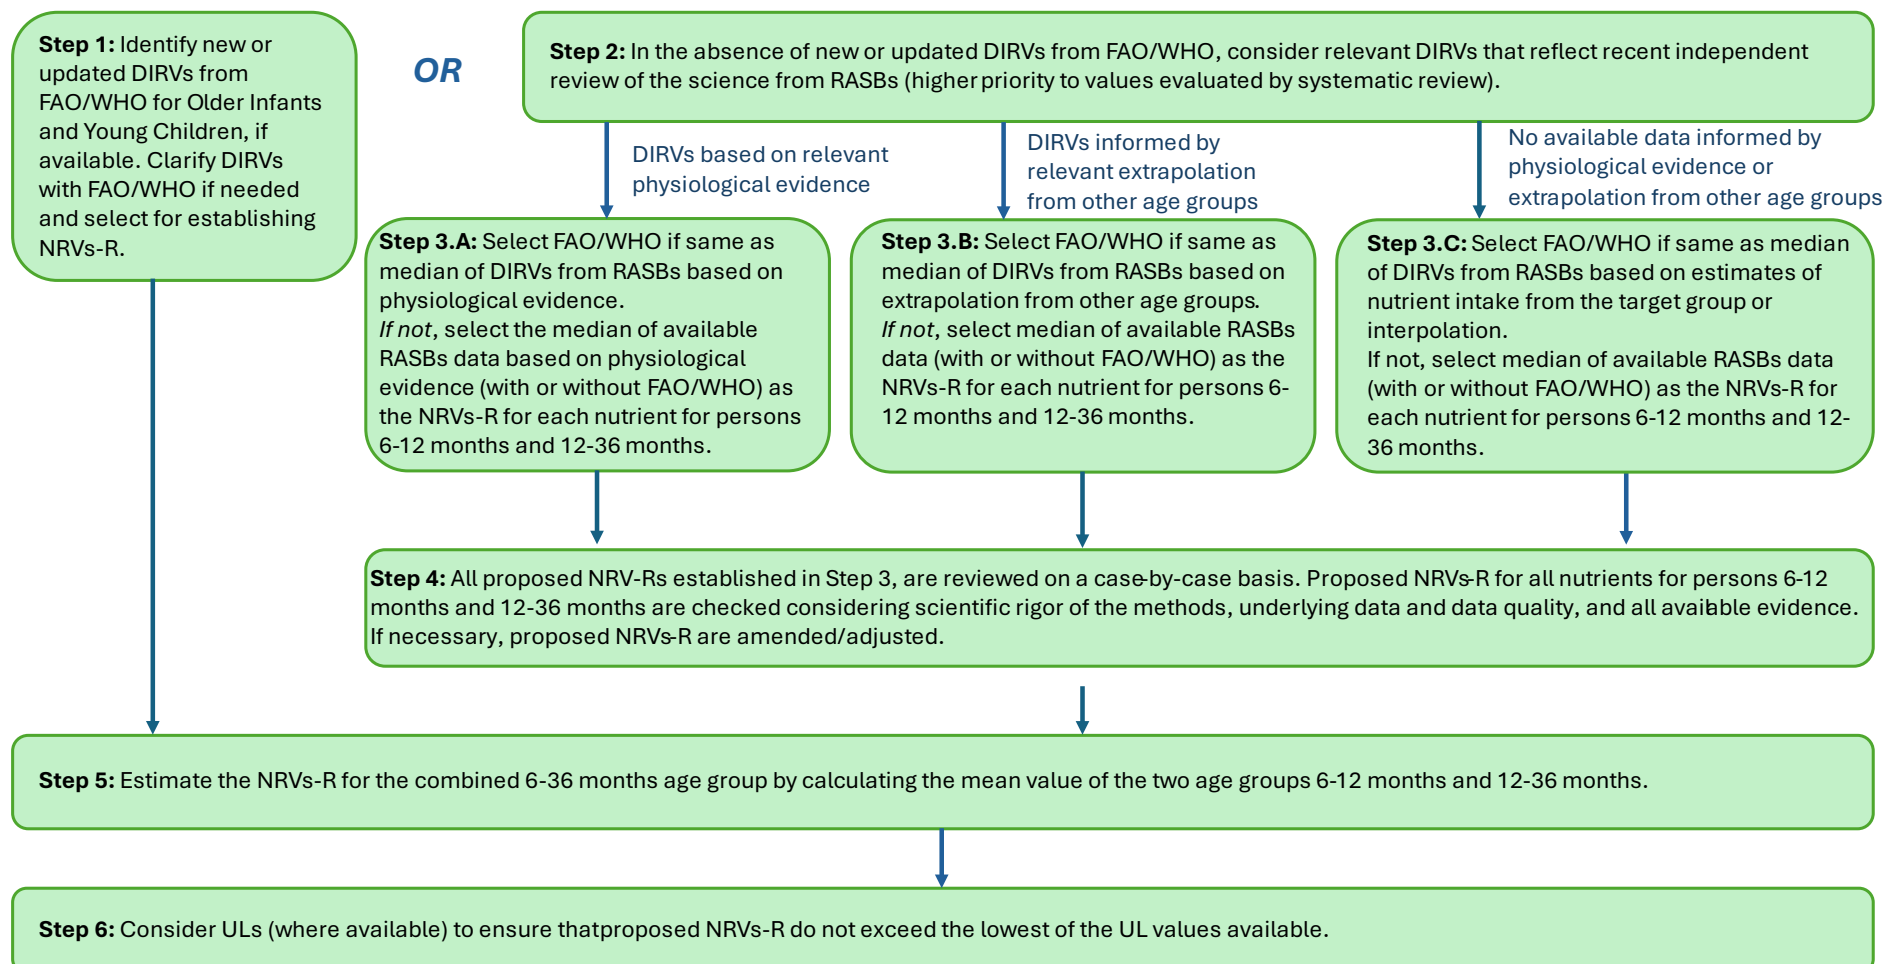 Step 1: Identify new or
updated DIRVs from
FAO/WHO for Older Infants
and Young Children, if
available. Clarify DIRVs
with FAO/WHO if needed
and select for establishing
NRVs-R.
OR
Step 2: In the absence of new or updated DIRVs from FAO/WHO, consider relevant DIRVs that reflect recent independent
review of the science from RASBs (higher priority to values evaluated by systematic review).
DIRVs based on relevant
physiological evidence
DIRVs informed by
relevant extrapolation
from other age groups
No available data informed by
physiological evidence or
extrapolation from other age groups
Step 3.A: Select FAO/WHO if same as
median of DIRVs from RASBs based on
physiological evidence.
If not, select the median of available
RASBs data based on physiological
evidence (with or without FAO/WHO) as
the NRVs-R for each nutrient for persons
6-12 months and 12-36 months.
Step 3.B: Select FAO/WHO if same as
median of DIRVs from RASBs based on
extrapolation from other age groups.
If not, select median of available RASBs
data (with or without FAO/WHO) as the
NRVs-R for each nutrient for persons 6-
12 months and 12-36 months.
Step 3.C: Select FAO/WHO if same as median
of DIRVs from RASBs based on estimates of
nutrient intake from the target group or
interpolation.
If not, select median of available RASBs data
(with or without FAO/WHO) as the NRVs-R for
each nutrient for persons 6-12 months and 12-
36 months.
Step 4: All proposed NRV-Rs established in Step 3, are reviewed on a case-by-case basis. Proposed NRVs-R for all nutrients for persons 6-12
months and 12-36 months are checked considering scientific rigor of the methods, underlying data and data quality, and all available evidence.
If necessary, proposed NRVs-R are amended/adjusted.
Step 5: Estimate the NRVs-R for the combined 6-36 months age group by calculating the mean value of the two age groups 6-12 months and 12-36 months.
Step 6: Consider ULs (where available) to ensure thatproposed NRVs-R do not exceed the lowest of the UL values available.